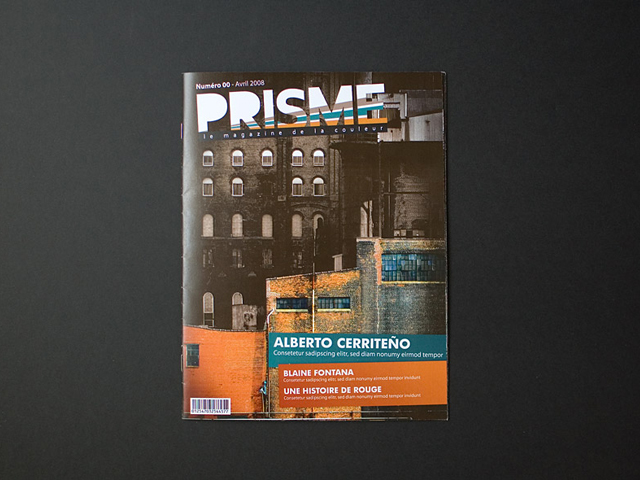 Numéro 00 - Avril 2008
PRISME
le magazine de la couleur
ALBERTO CERRITEÑO
Consetetur sadipscing elitr, sed diam nonumy eirmod tempor
BLAINE FONTANA
Consetetur sadipscing elitr, sed diam nonumy eirmod tempor invidunt
UNE HISTOIRE DE ROUGE
Consetetur sadipscing elitr, sed diam nonumy eirmod tempor invidunt